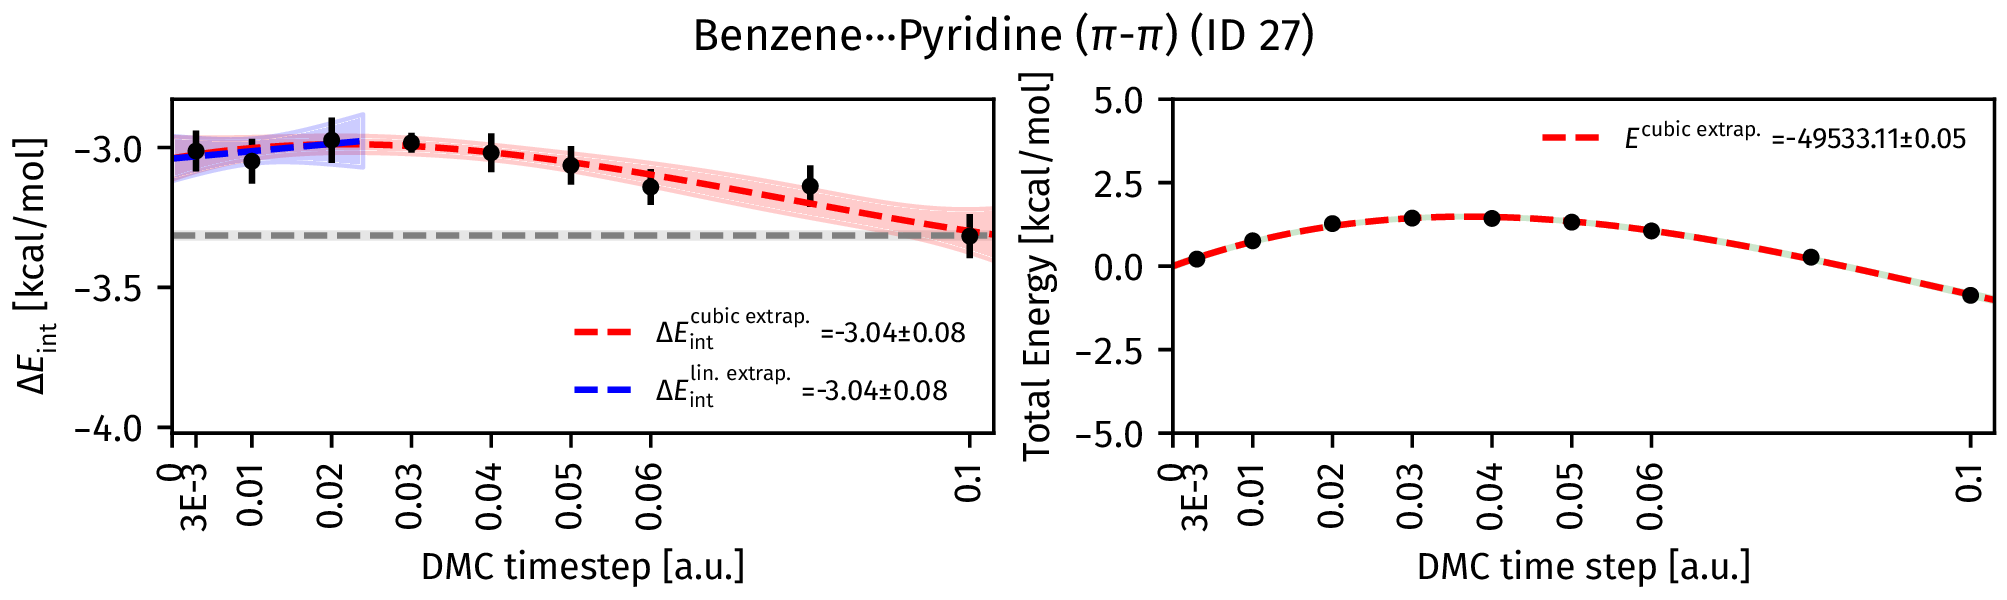 Benzene···Pyridine (π-π) (ID 27)
ΔE_int [kcal/mol]
−3.0
−3.5
−4.0
ΔE_int^cubic extrap. =-3.04±0.08
ΔE_int^lin. extrap. =-3.04±0.08
0
3E-3
0.01
0.02
0.03
0.04
0.05
0.06
0.1
DMC timestep [a.u.]
Total Energy [kcal/mol]
5.0
2.5
0.0
−2.5
−5.0
E^cubic extrap. =-49533.11±0.05
0
3E-3
0.01
0.02
0.03
0.04
0.05
0.06
0.1
DMC time step [a.u.]